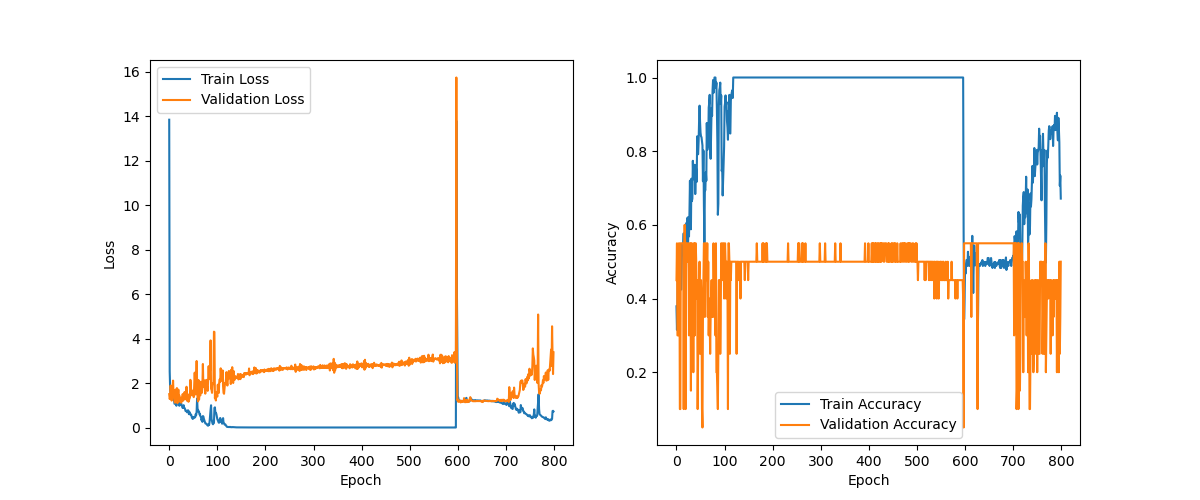 Train Loss
Validation Loss
16
14
12
10
8
6
4
2
0
Loss
0 100 200 300 400 500 600 700 800
Epoch
1.0
0.8
0.6
0.4
0.2
Accuracy
Train Accuracy
Validation Accuracy
0 100 200 300 400 500 600 700 800
Epoch